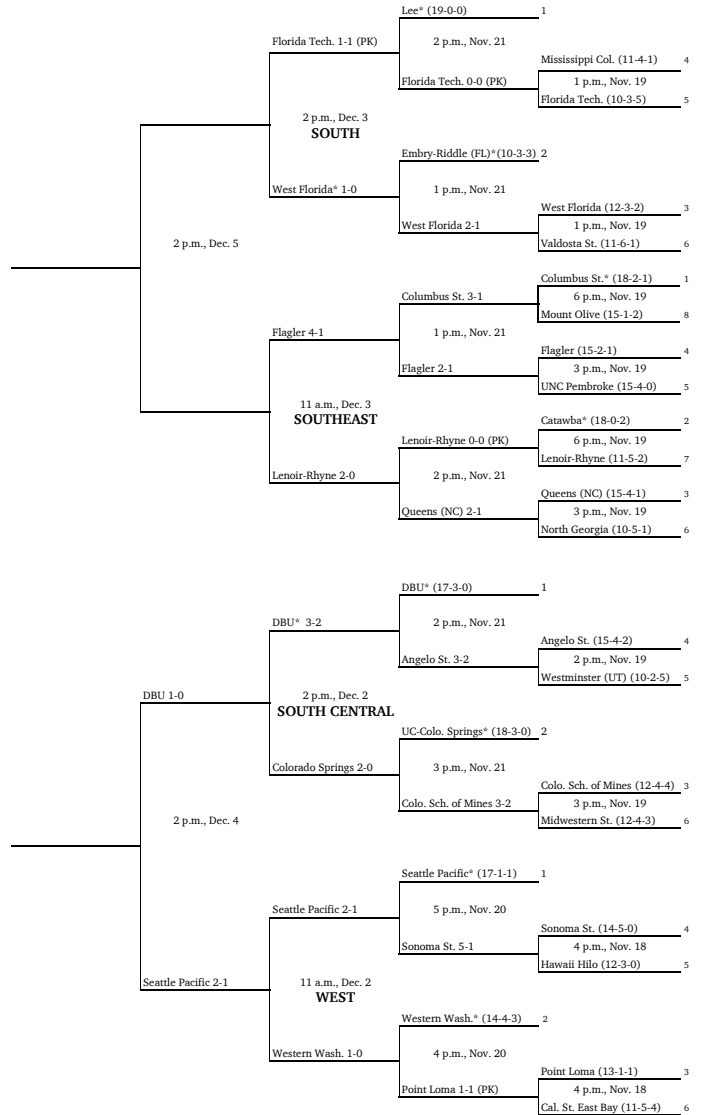 Lee* (19-0-0) 1
Florida Tech. 1-1 (PK)
2 p.m., Nov. 21
Mississippi Col. (11-4-1) 4
Florida Tech. 0-0 (PK)
1 p.m., Nov. 19
Florida Tech. (10-3-5) 5
2 p.m., Dec. 3
SOUTH
Embry-Riddle (FL)*(10-3-3) 2
West Florida* 1-0
1 p.m., Nov. 21
West Florida (12-3-2) 3
West Florida 2-1
1 p.m., Nov. 19
Valdosta St. (11-6-1) 6
2 p.m., Dec. 5
Columbus St.* (18-2-1) 1
Columbus St. 3-1
6 p.m., Nov. 19
Mount Olive (15-1-2) 8
Flagler 4-1
1 p.m., Nov. 21
Flagler (15-2-1) 4
Flagler 2-1
3 p.m., Nov. 19
UNC Pembroke (15-4-0) 5
11 a.m., Dec. 3
SOUTHEAST
Catawba* (18-0-2) 2
Lenoir-Rhyne 0-0 (PK)
6 p.m., Nov. 19
Lenoir-Rhyne (11-5-2) 7
Lenoir-Rhyne 2-0
2 p.m., Nov. 21
Queens (NC) (15-4-1) 3
Queens (NC) 2-1
3 p.m., Nov. 19
North Georgia (10-5-1) 6
DBU* (17-3-0) 1
DBU* 3-2
2 p.m., Nov. 21
Angelo St. (15-4-2) 4
Angelo St. 3-2
2 p.m., Nov. 19
Westminster (UT) (10-2-5) 5
DBU 1-0
2 p.m., Dec. 2
SOUTH CENTRAL
UC-Colo. Springs* (18-3-0) 2
Colorado Springs 2-0
3 p.m., Nov. 21
Colo. Sch. of Mines (12-4-4) 3
Colo. Sch. of Mines 3-2
3 p.m., Nov. 19
Midwestern St. (12-4-3) 6
2 p.m., Dec. 4
Seattle Pacific* (17-1-1) 1
Seattle Pacific 2-1
5 p.m., Nov. 20
Sonoma St. (14-5-0) 4
Sonoma St. 5-1
4 p.m., Nov. 18
Hawaii Hilo (12-3-0) 5
Seattle Pacific 2-1
11 a.m., Dec. 2
WEST
Western Wash.* (14-4-3) 2
Western Wash. 1-0
4 p.m., Nov. 20
Point Loma (13-1-1) 3
Point Loma 1-1 (PK)
4 p.m., Nov. 18
Cal. St. East Bay (11-5-4) 6